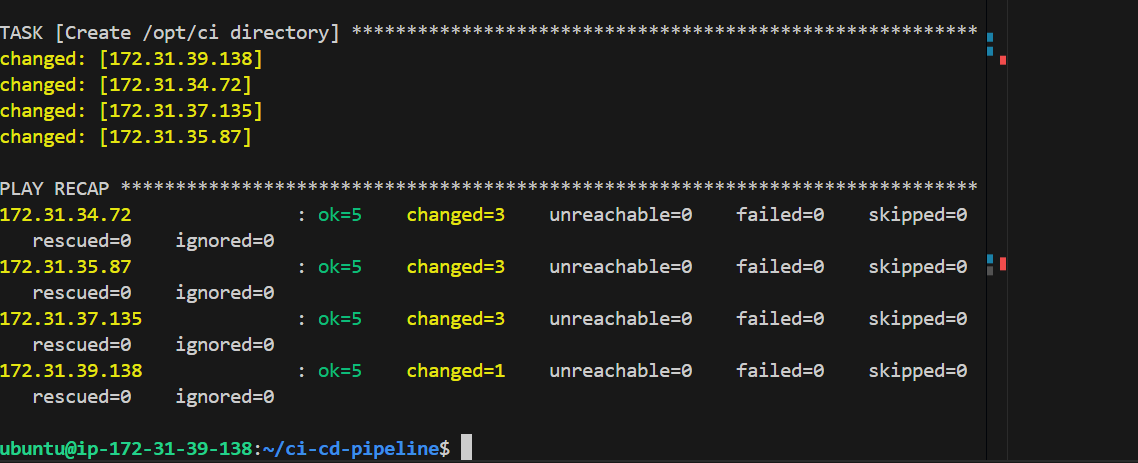 TASK [Create /opt/ci directory] *********************************************************
changed: [172.31.39.138]
changed: [172.31.34.72]
changed: [172.31.37.135]
changed: [172.31.35.87]
PLAY RECAP ******************************************************************************
172.31.34.72               : ok=5    changed=3    unreachable=0    failed=0    skipped=0
   rescued=0    ignored=0
172.31.35.87               : ok=5    changed=3    unreachable=0    failed=0    skipped=0
   rescued=0    ignored=0
172.31.37.135              : ok=5    changed=3    unreachable=0    failed=0    skipped=0
   rescued=0    ignored=0
172.31.39.138              : ok=5    changed=1    unreachable=0    failed=0    skipped=0
   rescued=0    ignored=0
ubuntu@ip-172-31-39-138:~/ci-cd-pipeline$